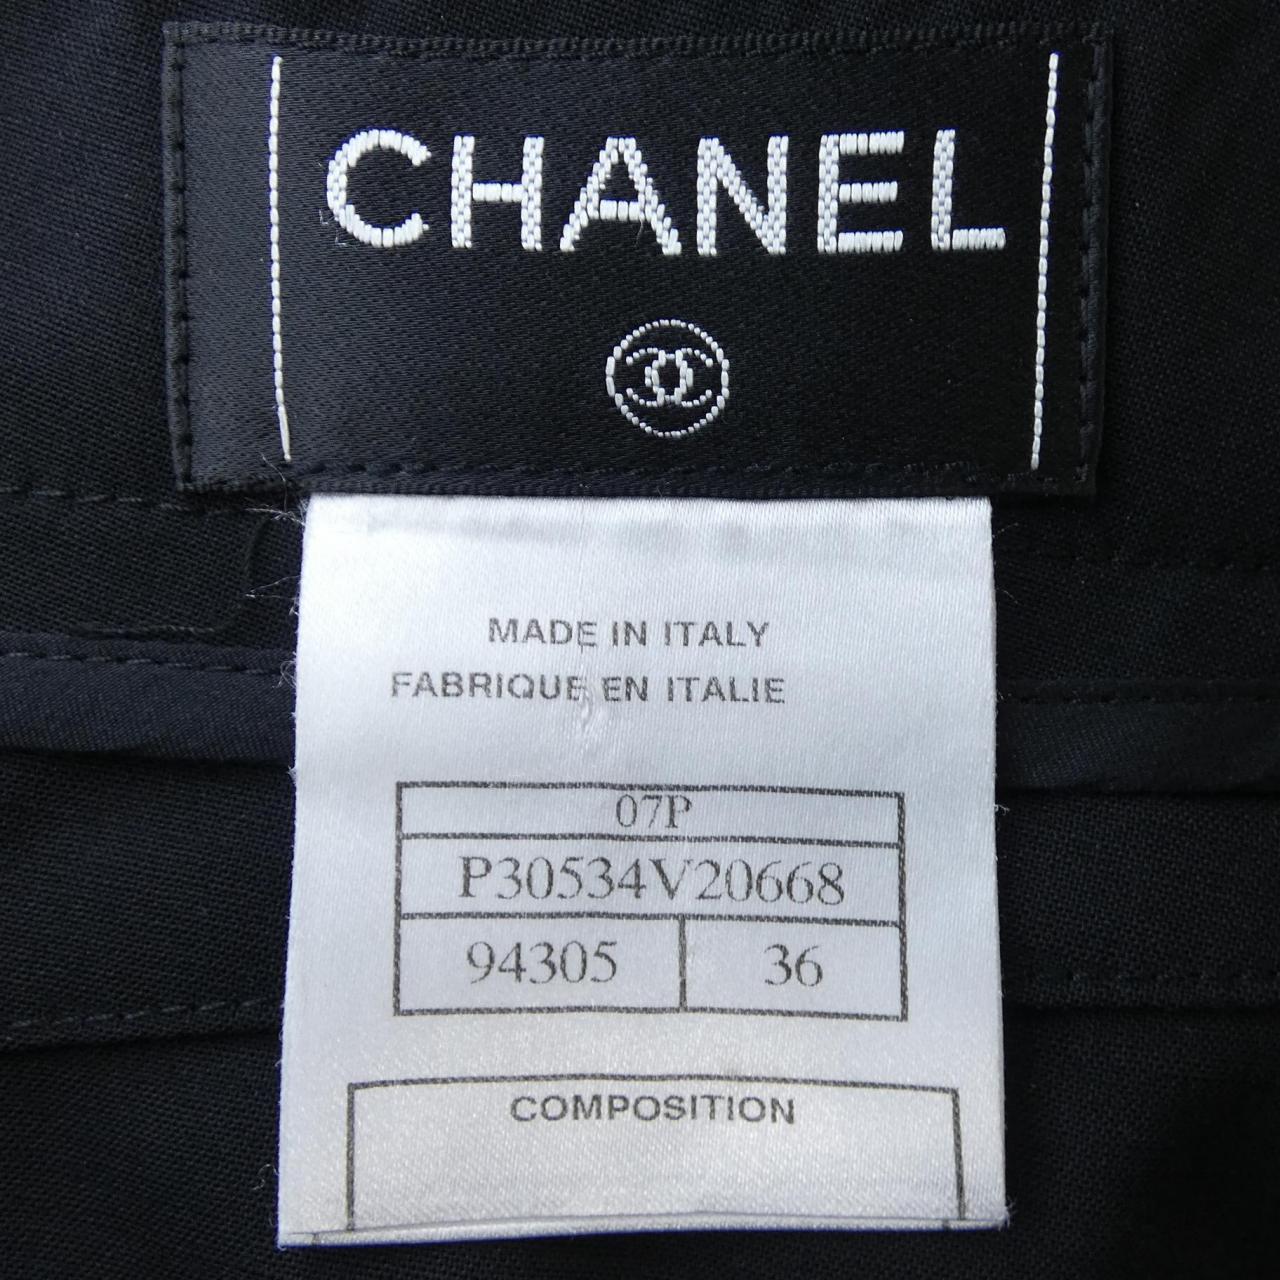 CHANEL
MADE IN ITALY
FABRIQUE EN ITALIE
07P
P30534V20668
94305 36
COMPOSITION